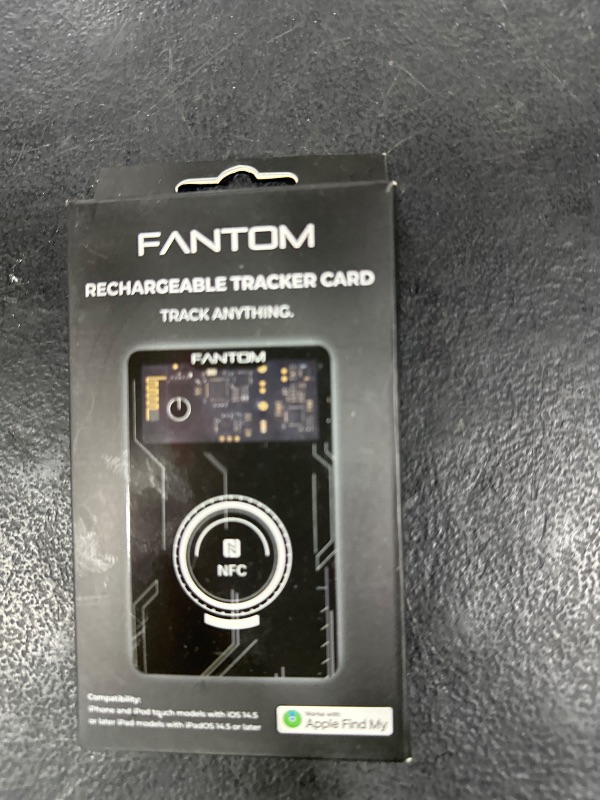 FANTOM
RECHARGEABLE TRACKER CARD
TRACK ANYTHING.
FANTOM
NFC
Compatibility:
iPhone and iPod touch models with iOS 14.5
or later iPad models with iPadOS 14.5 or later
Works with
Apple Find My